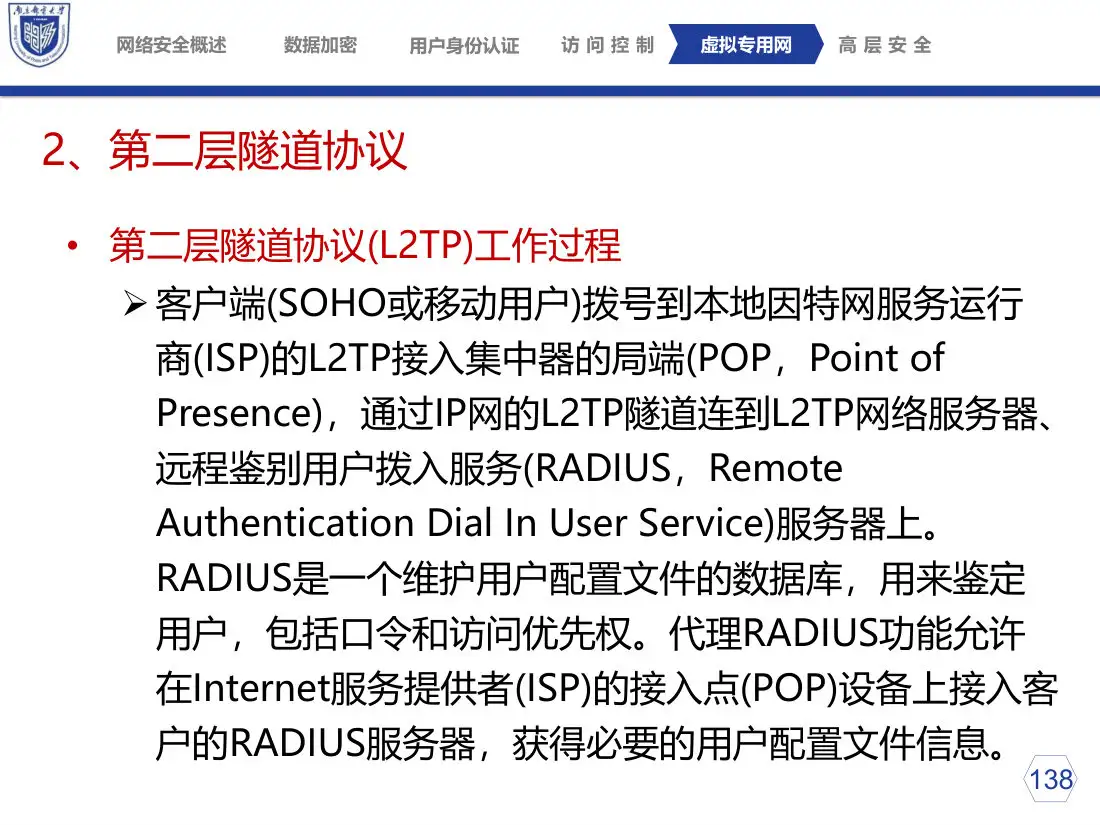 网络安全概述 数据加密 用户身份认证 访问控制 虚拟专用网 高层安全
2、第二层隧道协议
• 第二层隧道协议(L2TP)工作过程
➢ 客户端(SOHO或移动用户)拨号到本地因特网服务运行
商(ISP)的L2TP接入集中器的局端(POP，Point of
Presence)，通过IP网的L2TP隧道连到L2TP网络服务器、
远程鉴别用户拨入服务(RADIUS，Remote
Authentication Dial In User Service)服务器上。
RADIUS是一个维护用户配置文件的数据库，用来鉴定
用户，包括口令和访问优先权。代理RADIUS功能允许
在Internet服务提供者(ISP)的接入点(POP)设备上接入客
户的RADIUS服务器，获得必要的用户配置文件信息。
138